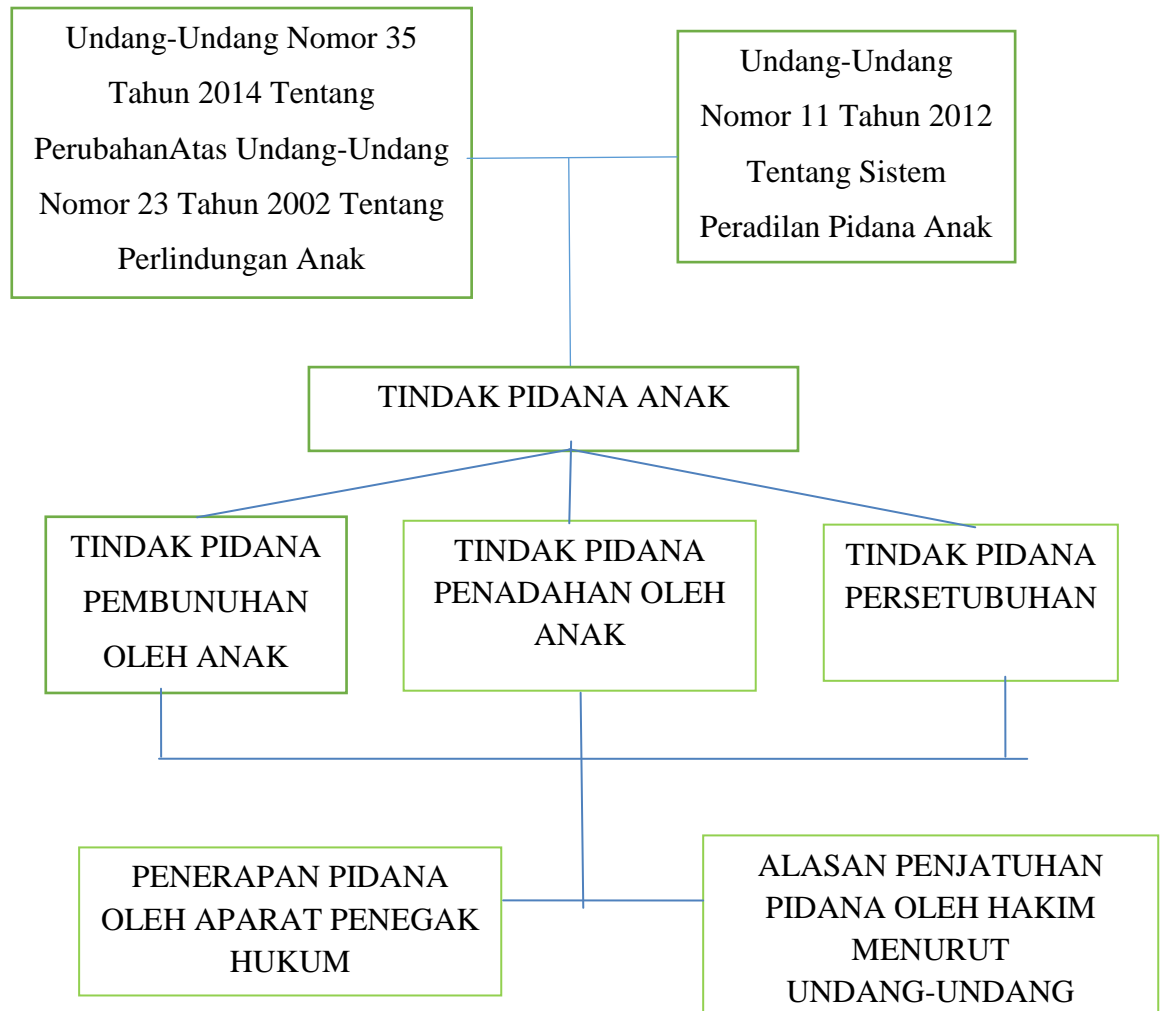 Undang-Undang Nomor 35
Tahun 2014 Tentang
PerubahanAtas Undang-Undang
Nomor 23 Tahun 2002 Tentang
Perlindungan Anak
Undang-Undang
Nomor 11 Tahun 2012
Tentang Sistem
Peradilan Pidana Anak
TINDAK PIDANA ANAK
TINDAK PIDANA
PEMBUNUHAN
OLEH ANAK
TINDAK PIDANA
PENADAHAN OLEH
ANAK
TINDAK PIDANA
PERSETUBUHAN
PENERAPAN PIDANA
OLEH APARAT PENEGAK
HUKUM
ALASAN PENJATUHAN
PIDANA OLEH HAKIM
MENURUT
UNDANG-UNDANG